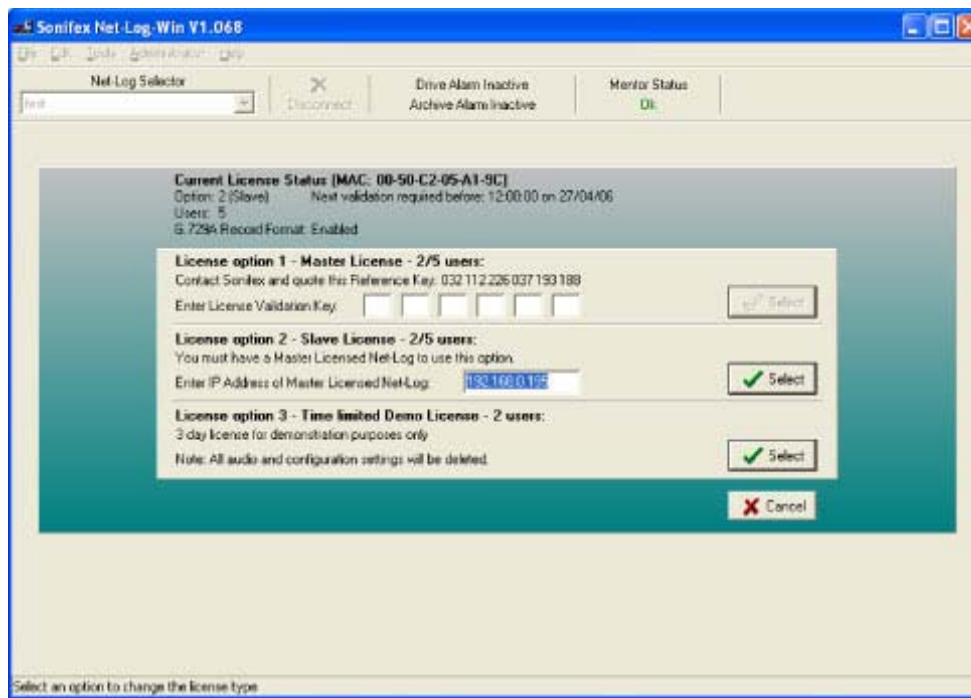 Sonifex Net-Log-Win V1.068
File Edit Tools Administrator Help
Net-Log Selector
test
Disconnect
Drive Alarm Inactive
Archive Alarm Inactive
Mentor Status
Ok
Current License Status [MAC: 00-50-C2-05-A1-9C]
Option: 2 (Slave) Next validation required before: 12:00:00 on 27/04/06
Users: 5
G.729A Record Format: Enabled
License option 1 - Master License - 2/5 users:
Contact Sonifex and quote this Reference Key: 032 112 226 037 193 188
Enter License Validation Key:
Select
License option 2 - Slave License - 2/5 users:
You must have a Master Licensed Net-Log to use this option.
Enter IP Address of Master Licensed Net-Log: 192.168.0.195
Select
License option 3 - Time limited Demo License - 2 users:
3 day license for demonstration purposes only
Note: All audio and configuration settings will be deleted.
Select
Cancel
Select an option to change the license type